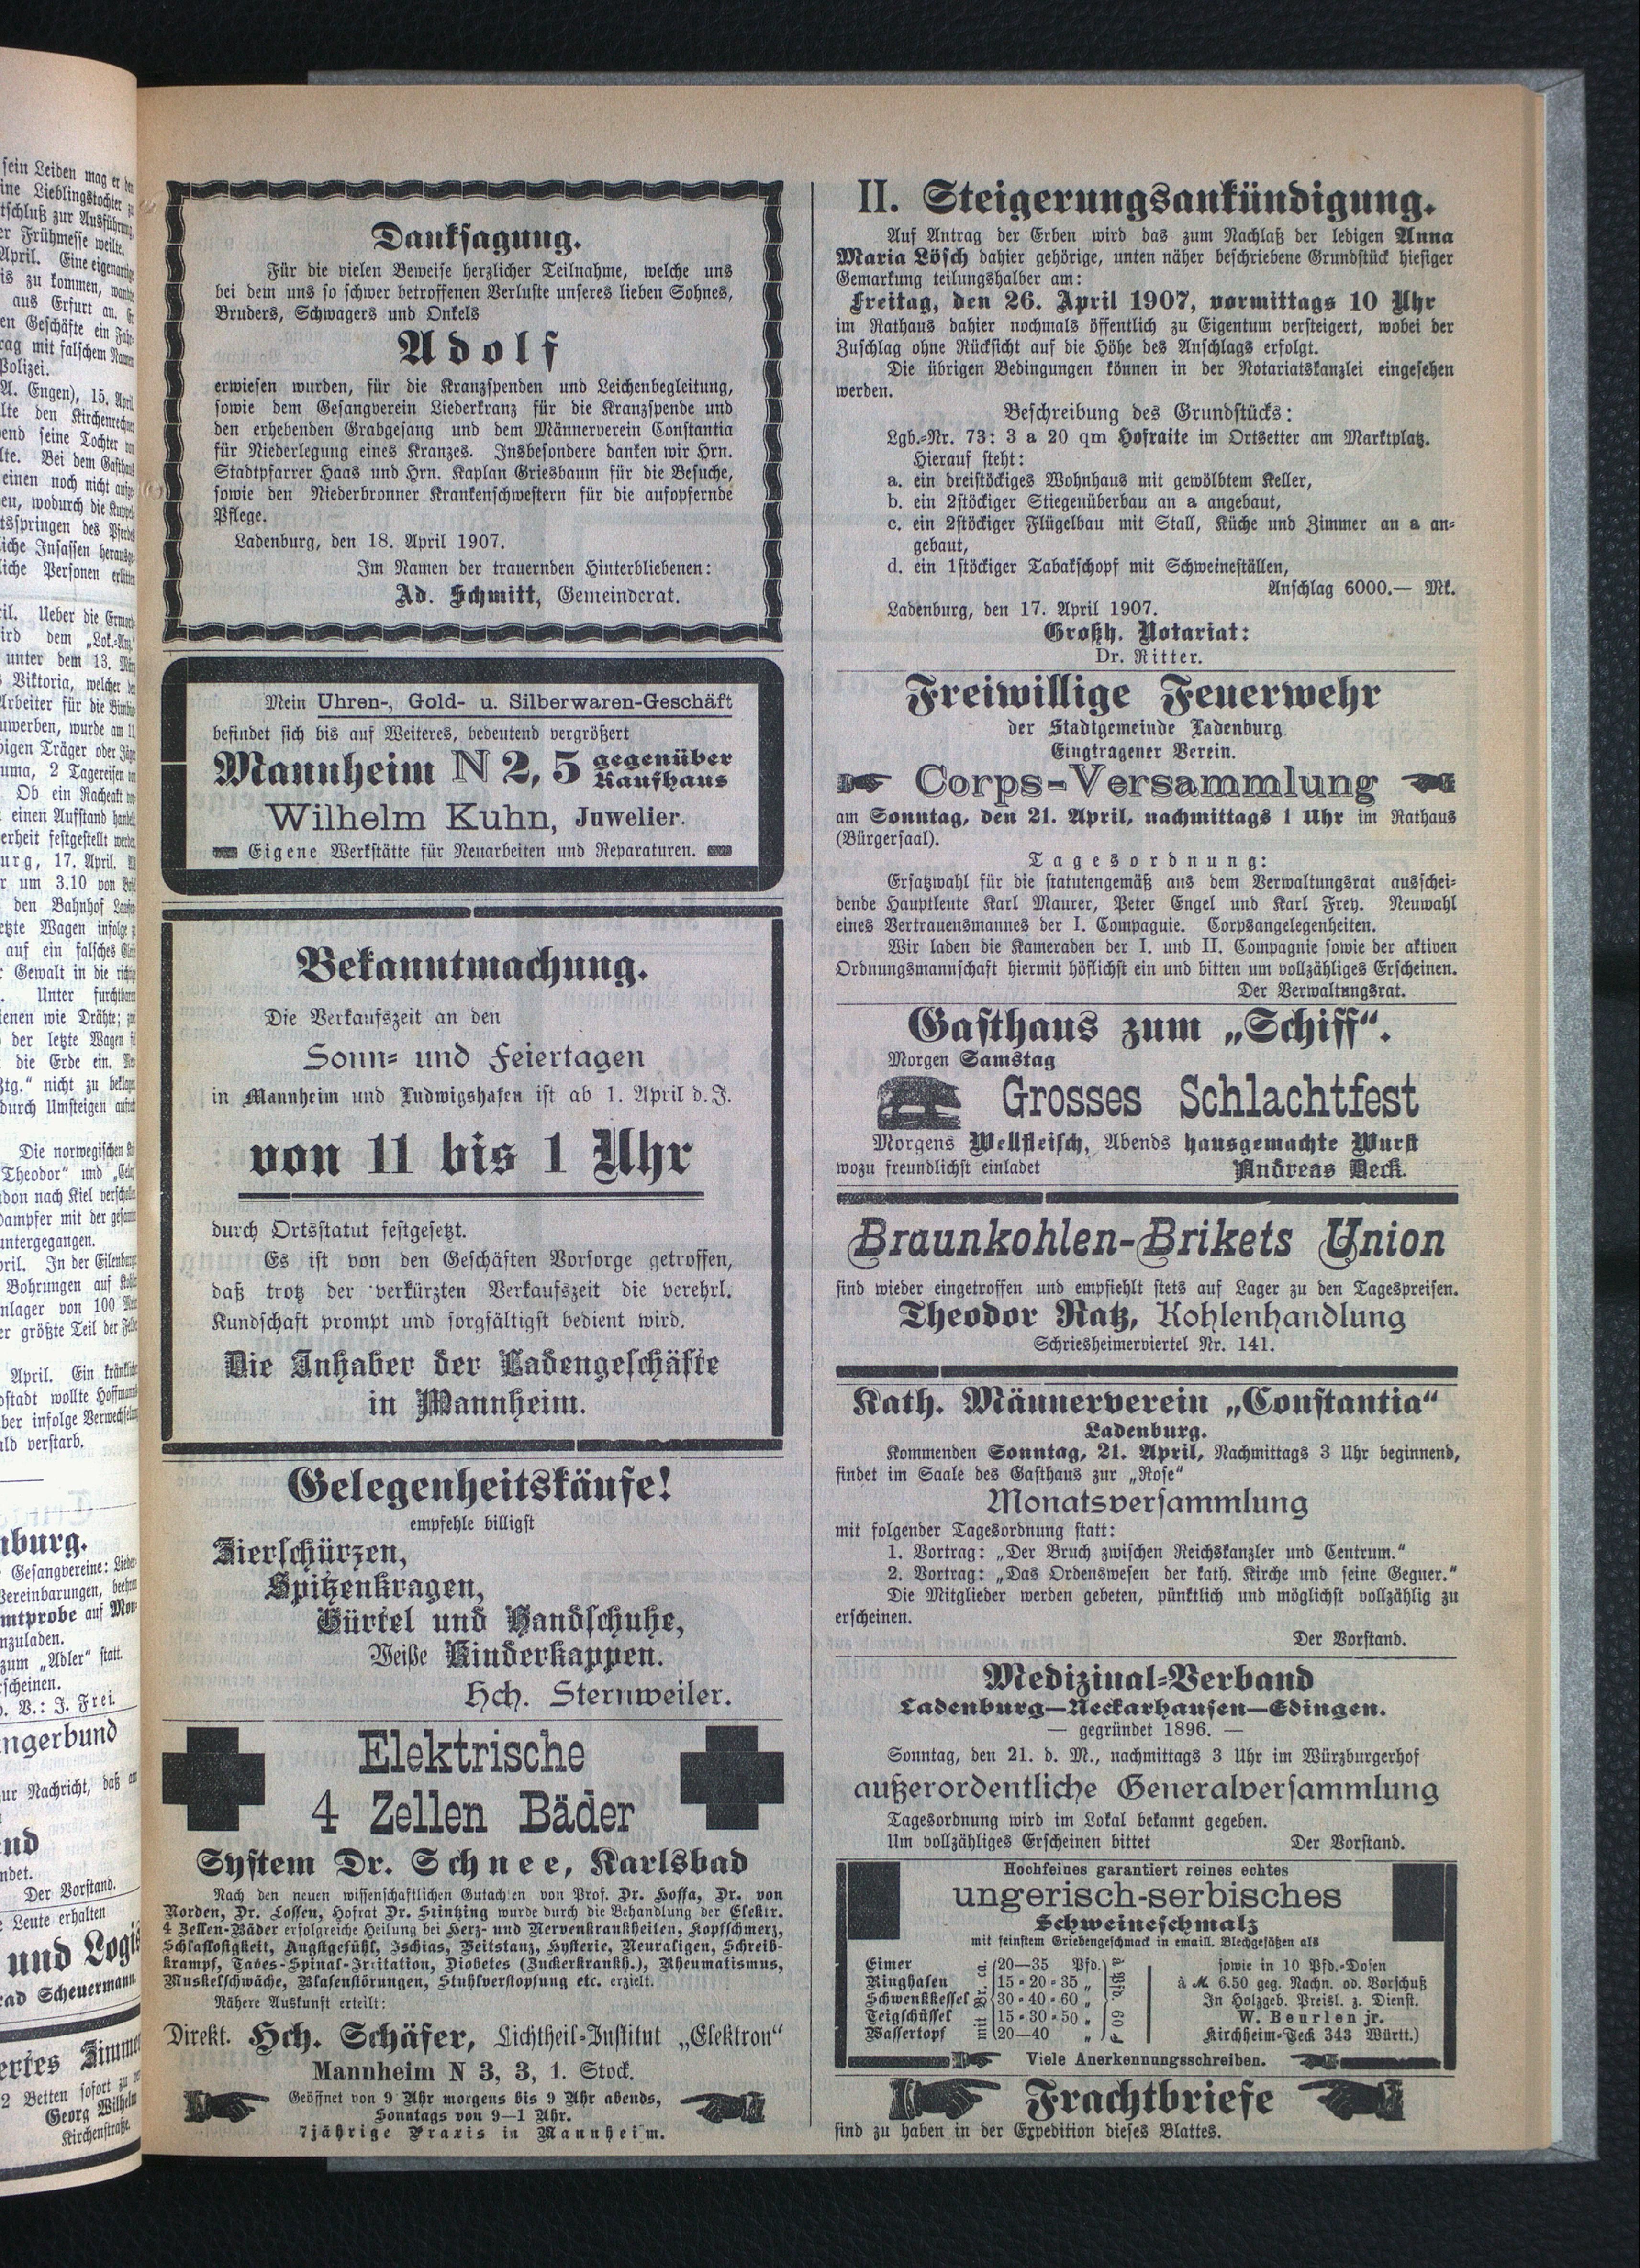 Danksagung.
Für die vielen Beweise herzlicher Teilnahme, welche uns
bei dem uns so schwer betroffenen Verluste unseres lieben Sohnes,
Bruders, Schwagers und Onkels
Adolf
erwiesen wurden, für die Kranzspenden und Leichenbegleitung,
sowie dem Gesangverein Liederkranz für die Kranzspende und
den erhebenden Grabgesang und dem Männerverein Constantia
für Niederlegung eines Kranzes. Insbesondere danken wir Hrn.
Stadtpfarrer Haas und Hrn. Kaplan Griesbaum für die Besuche,
sowie den Niederbronner Krankenschwestern für die aufopfernde
Pflege.
Ladenburg, den 18. April 1907.
Im Namen der trauernden Hinterbliebenen:
Ad. Schmitt, Gemeinderat.
Mein Uhren-, Gold- u. Silberwaren-Geschäft
befindet sich bis auf Weiteres, bedeutend vergrößert
Mannheim N 2, 5 gegenüber Kaufhaus
Wilhelm Kuhn, Juwelier.
Eigene Werkstätte für Neuarbeiten und Reparaturen.
Bekanntmachung.
Die Verkaufszeit an den
Sonn= und Feiertagen
in Mannheim und Ludwigshafen ist ab 1. April d. J.
von 11 bis 1 Uhr
durch Ortsstatut festgesetzt.
Es ist von den Geschäften Vorsorge getroffen,
daß trotz der verkürzten Verkaufszeit die verehrl.
Kundschaft prompt und sorgfältigst bedient wird.
Die Inhaber der Ladengeschäfte
in Mannheim.
Gelegenheitskäufe!
empfehle billigst
Zierschürzen,
Spitzenkragen,
Gürtel und Handschuhe,
Weiße Kinderkappen.
Hch. Sternweiler.
Elektrische
4 Zellen Bäder
System Dr. Schnee, Karlsbad
Nach den neuen wissenschaftlichen Gutachten von Prof. Dr. Hoffa, Dr. von
Norden, Dr. Lossen, Hofrat Dr. Stintzing wurde durch die Behandlung der Elektr.
4 Zellen-Bäder erfolgreiche Heilung bei Herz- und Nervenkrankheiten, Kopfschmerz,
Schlaflosigkeit, Angstgefühl, Ischias, Veitstanz, Hysterie, Neuralgien, Schreib-
krampf, Tabes-Spinal-Irritation, Diabetes (Zuckerkrankh.), Rheumatismus,
Muskelschwäche, Blasenstörungen, Stuhlverstopfung etc. erzielt.
Nähere Auskunft erteilt:
Direkt. Hch. Schäfer, Lichtheil-Institut „Elektron“
Mannheim N 3, 3, 1. Stock.
Geöffnet von 9 Uhr morgens bis 9 Uhr abends,
Sonntags von 9—1 Uhr.
7jährige Praxis in Mannheim.
II. Steigerungsankündigung.
Auf Antrag der Erben wird das zum Nachlaß der ledigen Anna
Maria Lösch dahier gehörige, unten näher beschriebene Grundstück hiesiger
Gemarkung teilungshalber am:
Freitag, den 26. April 1907, vormittags 10 Uhr
im Rathaus dahier nochmals öffentlich zu Eigentum versteigert, wobei der
Zuschlag ohne Rücksicht auf die Höhe des Anschlags erfolgt.
Die übrigen Bedingungen können in der Notariatskanzlei eingesehen
werden.
Beschreibung des Grundstücks:
Lgb.=Nr. 73: 3 a 20 qm Hofraite im Ortsetter am Marktplatz.
Hierauf steht:
a. ein dreistöckiges Wohnhaus mit gewölbtem Keller,
b. ein 2stöckiger Stiegenüberbau an a angebaut,
c. ein 2stöckiger Flügelbau mit Stall, Küche und Zimmer an a an=
gebaut,
d. ein 1stöckiger Tabakschopf mit Schweineställen,
Anschlag 6000.— Mk.
Ladenburg, den 17. April 1907.
Großh. Notariat:
Dr. Ritter.
Freiwillige Feuerwehr
der Stadtgemeinde Ladenburg
Eingtragener Verein.
Corps-Versammlung
am Sonntag, den 21. April, nachmittags 1 Uhr im Rathaus
(Bürgersaal).
Tagesordnung:
Ersatzwahl für die statutengemäß aus dem Verwaltungsrat ausschei=
dende Hauptleute Karl Maurer, Peter Engel und Karl Frey. Neuwahl
eines Vertrauensmannes der I. Compaguie. Corpsangelegenheiten.
Wir laden die Kameraden der I. und II. Compagnie sowie der aktiven
Ordnungsmannschaft hiermit höflichst ein und bitten um vollzähliges Erscheinen.
Der Verwaltungsrat.
Gasthaus zum „Schiff“.
Morgen Samstag
Grosses Schlachtfest
Morgens Wellfleisch, Abends hausgemachte Wurst
wozu freundlichst einladet Andreas Beck.
Braunkohlen-Brikets Union
sind wieder eingetroffen und empfiehlt stets auf Lager zu den Tagespreisen.
Theodor Ratz, Kohlenhandlung
Schriesheimerviertel Nr. 141.
Kath. Männerverein „Constantia“
Ladenburg.
Kommenden Sonntag, 21. April, Nachmittags 3 Uhr beginnend,
findet im Saale des Gasthaus zur „Rose“
Monatsversammlung
mit folgender Tagesordnung statt:
1. Vortrag: „Der Bruch zwischen Reichskanzler und Centrum.“
2. Vortrag: „Das Ordenswesen der kath. Kirche und seine Gegner.“
Die Mitglieder werden gebeten, pünktlich und möglichst vollzählig zu
erscheinen.
Der Vorstand.
Medizinal=Verband
Ladenburg—Neckarhausen—Edingen.
— gegründet 1896. —
Sonntag, den 21. d. M., nachmittags 3 Uhr im Würzburgerhof
außerordentliche Generalversammlung
Tagesordnung wird im Lokal bekannt gegeben.
Um vollzähliges Erscheinen bittet Der Vorstand.
Hochfeines garantiert reines echtes
ungerisch-serbisches
Schweineschmalz
mit feinstem Griebengeschmack in emaill. Blechgefäßen als
Eimer 20—35 Pfd.
Ringhafen 15 - 20 - 35 „
Schwenkkessel 30 - 40 - 60 „
Teigschüssel 15 - 30 - 50 „
Wassertopf 20—40 „
sowie in 10 Pfd.-Dosen
à M. 6.50 geg. Nachn. od. Vorschuß
In Holzgeb. Preisl. z. Dienst.
W. Beurlen jr.
Kirchheim-Teck 343 Württ.)
Viele Anerkennungsschreiben.
Frachtbriefe
sind zu haben in der Expedition dieses Blattes.